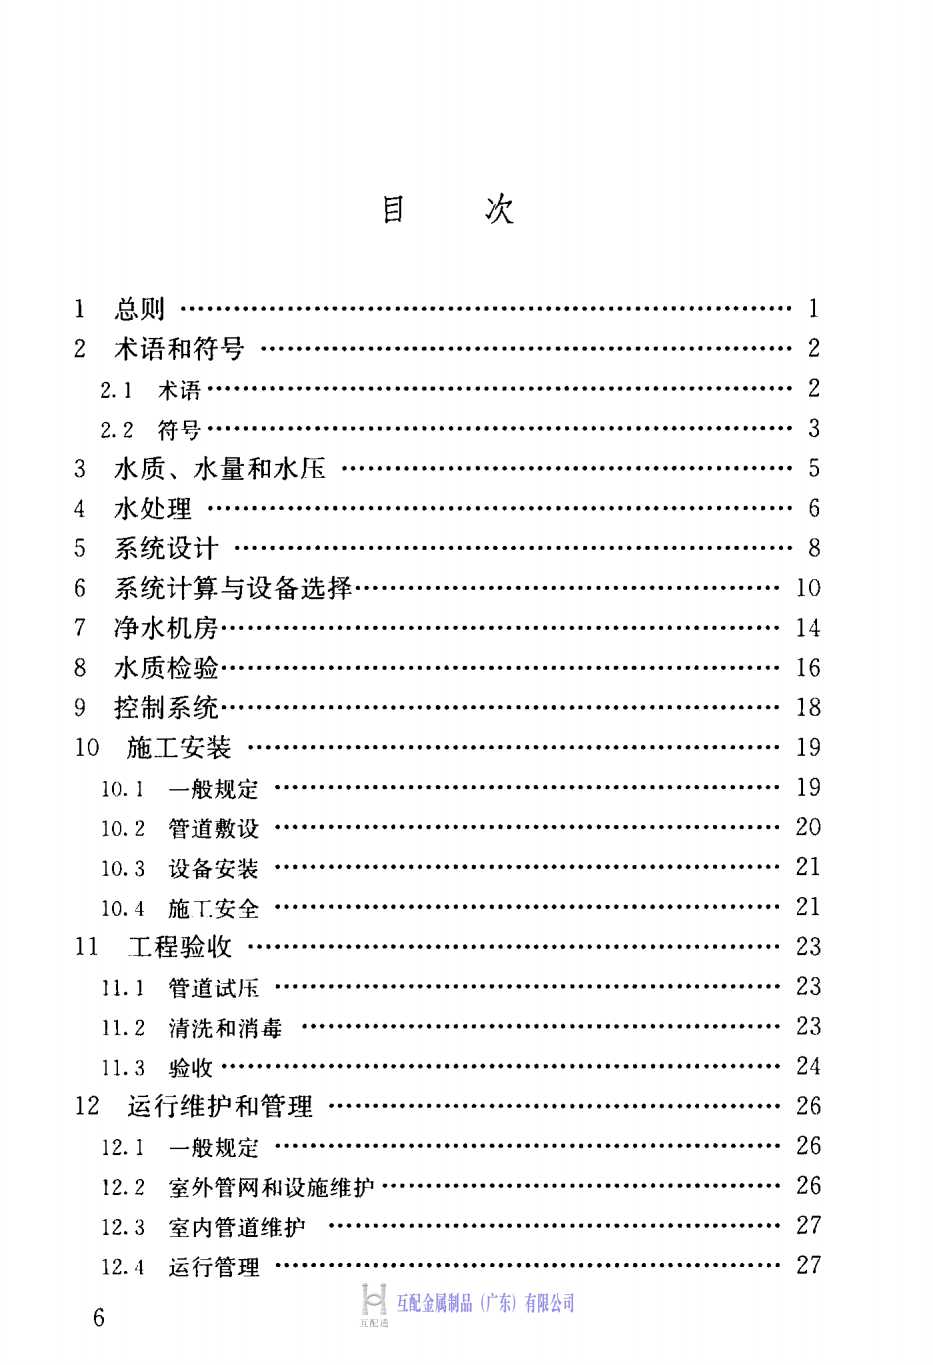 目 次
1 总则 …………………………………………………… 1
2 术语和符号 …………………………………………………… 2
2.1 术语 …………………………………………………… 2
2.2 符号 …………………………………………………… 3
3 水质、水量和水压 …………………………………………………… 5
4 水处理 …………………………………………………… 6
5 系统设计 …………………………………………………… 8
6 系统计算与设备选择 …………………………………………………… 10
7 净水机房 …………………………………………………… 14
8 水质检验 …………………………………………………… 16
9 控制系统 …………………………………………………… 18
10 施工安装 …………………………………………………… 19
10.1 一般规定 …………………………………………………… 19
10.2 管道敷设 …………………………………………………… 20
10.3 设备安装 …………………………………………………… 21
10.4 施工安全 …………………………………………………… 21
11 工程验收 …………………………………………………… 23
11.1 管道试压 …………………………………………………… 23
11.2 清洗和消毒 …………………………………………………… 23
11.3 验收 …………………………………………………… 24
12 运行维护和管理 …………………………………………………… 26
12.1 一般规定 …………………………………………………… 26
12.2 室外管网和设施维护 …………………………………………………… 26
12.3 室内管道维护 …………………………………………………… 27
12.4 运行管理 …………………………………………………… 27
互配金属制品（广东）有限公司
互配通
6